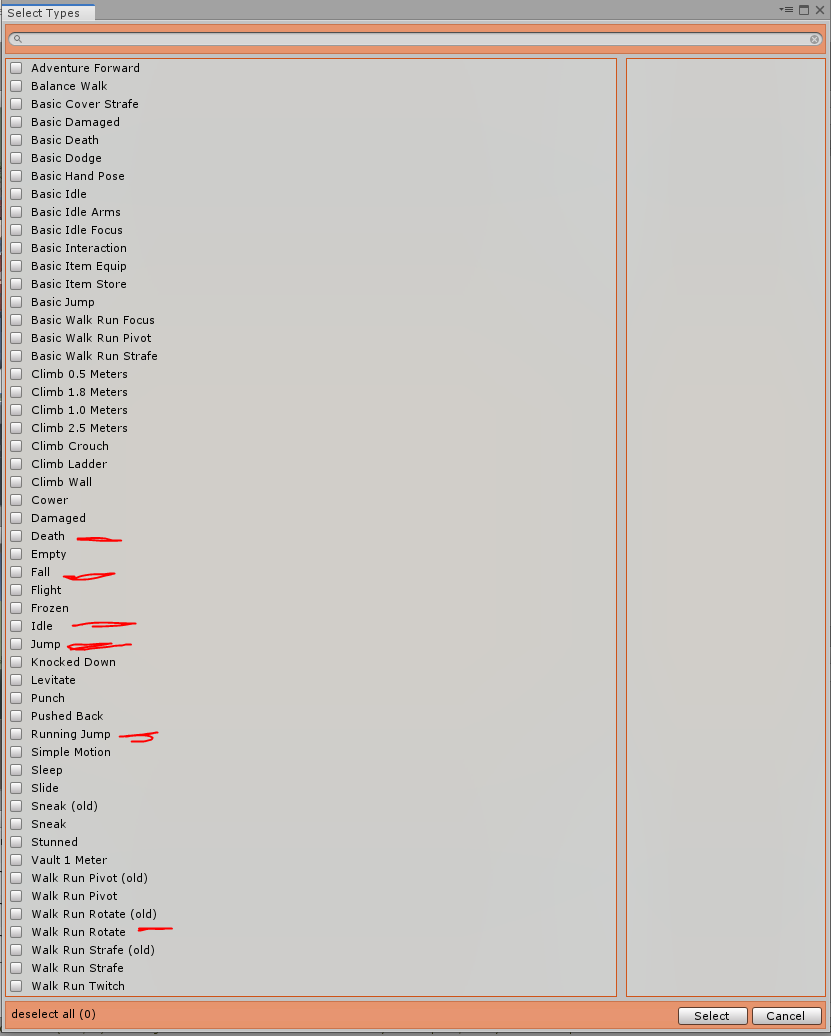 Select Types
Adventure Forward
Balance Walk
Basic Cover Strafe
Basic Damaged
Basic Death
Basic Dodge
Basic Hand Pose
Basic Idle
Basic Idle Arms
Basic Idle Focus
Basic Interaction
Basic Item Equip
Basic Item Store
Basic Jump
Basic Walk Run Focus
Basic Walk Run Pivot
Basic Walk Run Strafe
Climb 0.5 Meters
Climb 1.8 Meters
Climb 1.0 Meters
Climb 2.5 Meters
Climb Crouch
Climb Ladder
Climb Wall
Cower
Damaged
Death
Empty
Fall
Flight
Frozen
Idle
Jump
Knocked Down
Levitate
Punch
Pushed Back
Running Jump
Simple Motion
Sleep
Slide
Sneak (old)
Sneak
Stunned
Vault 1 Meter
Walk Run Pivot (old)
Walk Run Pivot
Walk Run Rotate (old)
Walk Run Rotate
Walk Run Strafe (old)
Walk Run Strafe
Walk Run Twitch
deselect all (0) Select Cancel